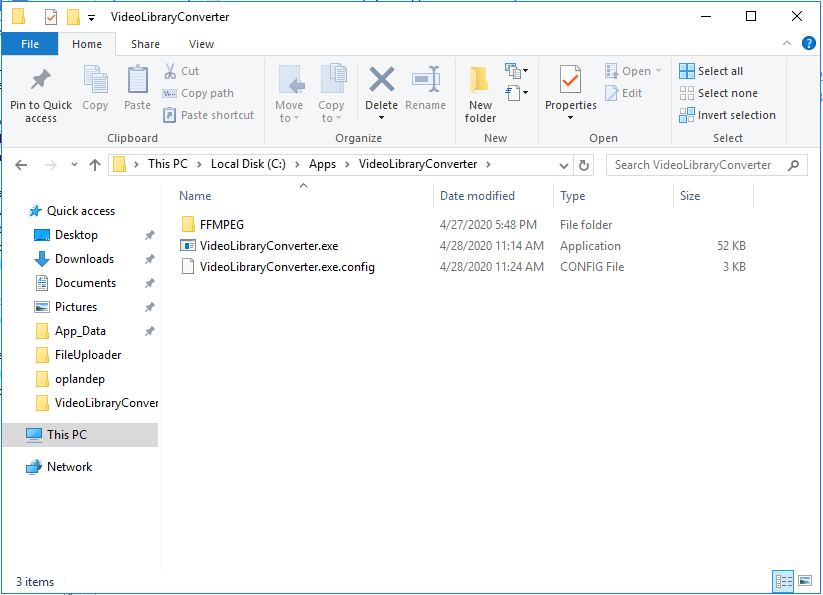 VideoLibraryConverter
File Home Share View
Pin to Quick access
Copy
Paste
Cut
Copy path
Paste shortcut
Clipboard
Move to
Copy to
Delete
Rename
Organize
New folder
New
Properties
Open
Edit
Open
Select all
Select none
Invert selection
Select
This PC > Local Disk (C:) > Apps > VideoLibraryConverter >
Search VideoLibraryConverter
Name Date modified Type Size
FFMPEG 4/27/2020 5:48 PM File folder
VideoLibraryConverter.exe 4/28/2020 11:14 AM Application 52 KB
VideoLibraryConverter.exe.config 4/28/2020 11:24 AM CONFIG File 3 KB
Quick access
Desktop
Downloads
Documents
Pictures
App_Data
FileUploader
oplandep
VideoLibraryConver
This PC
Network
3 items